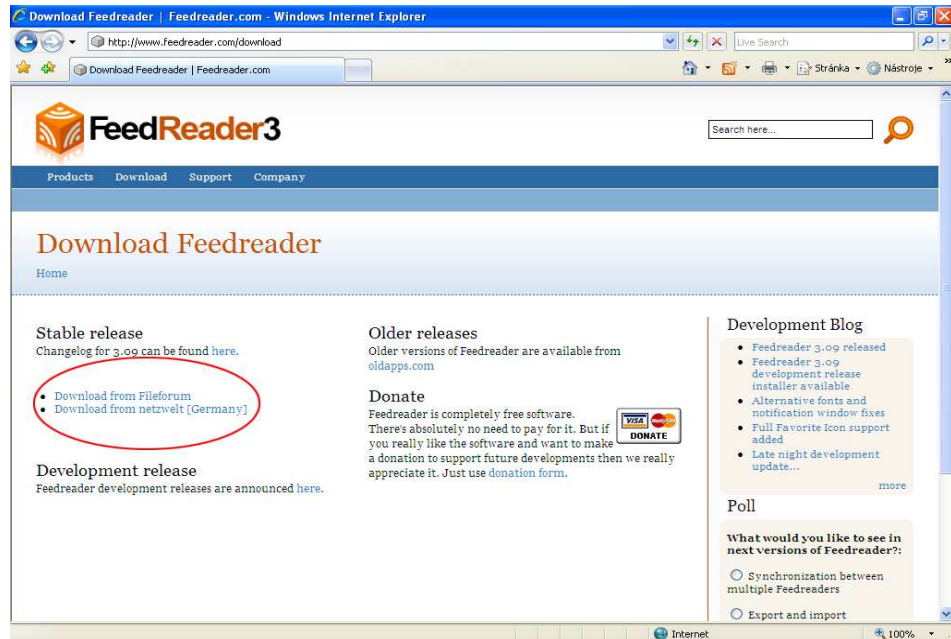 Download Feedreader | Feedreader.com - Windows Internet Explorer
http://www.feedreader.com/download
Live Search
Download Feedreader | Feedreader.com
Stránka
Nástroje
FeedReader3
Search here...
Products Download Support Company
Download Feedreader
Home
Stable release
Changelog for 3.09 can be found here.
Download from Fileforum
Download from netwelt [Germany]
Development release
Feedreader development releases are announced here.
Older releases
Older versions of Feedreader are available from
oldapps.com
Donate
Feedreader is completely free software.
There's absolutely no need to pay for it. But if
you really like the software and want to make
a donation to support future developments then we really
appreciate it. Just use donation form.
VISA
DONATE
Development Blog
Feedreader 3.09 released
Feedreader 3.09
development release
installer available
Alternative fonts and
notification window fixes
Full Favorite Icon support
added
Late night development
update...
more
Poll
What would you like to see in
next versions of Feedreader?:
Synchronization between
multiple Feedreaders
Export and import
Internet
100%